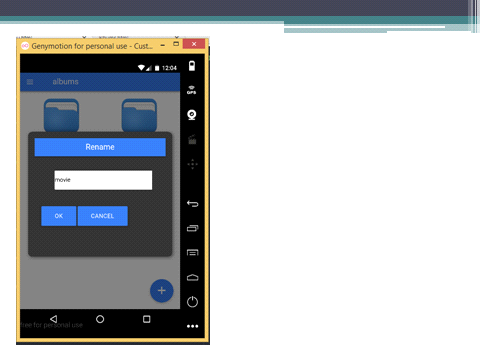 Genymotion for personal use - Cust...
12:04
albums
GPS
Rename
movie
OK
CANCEL
free for personal use